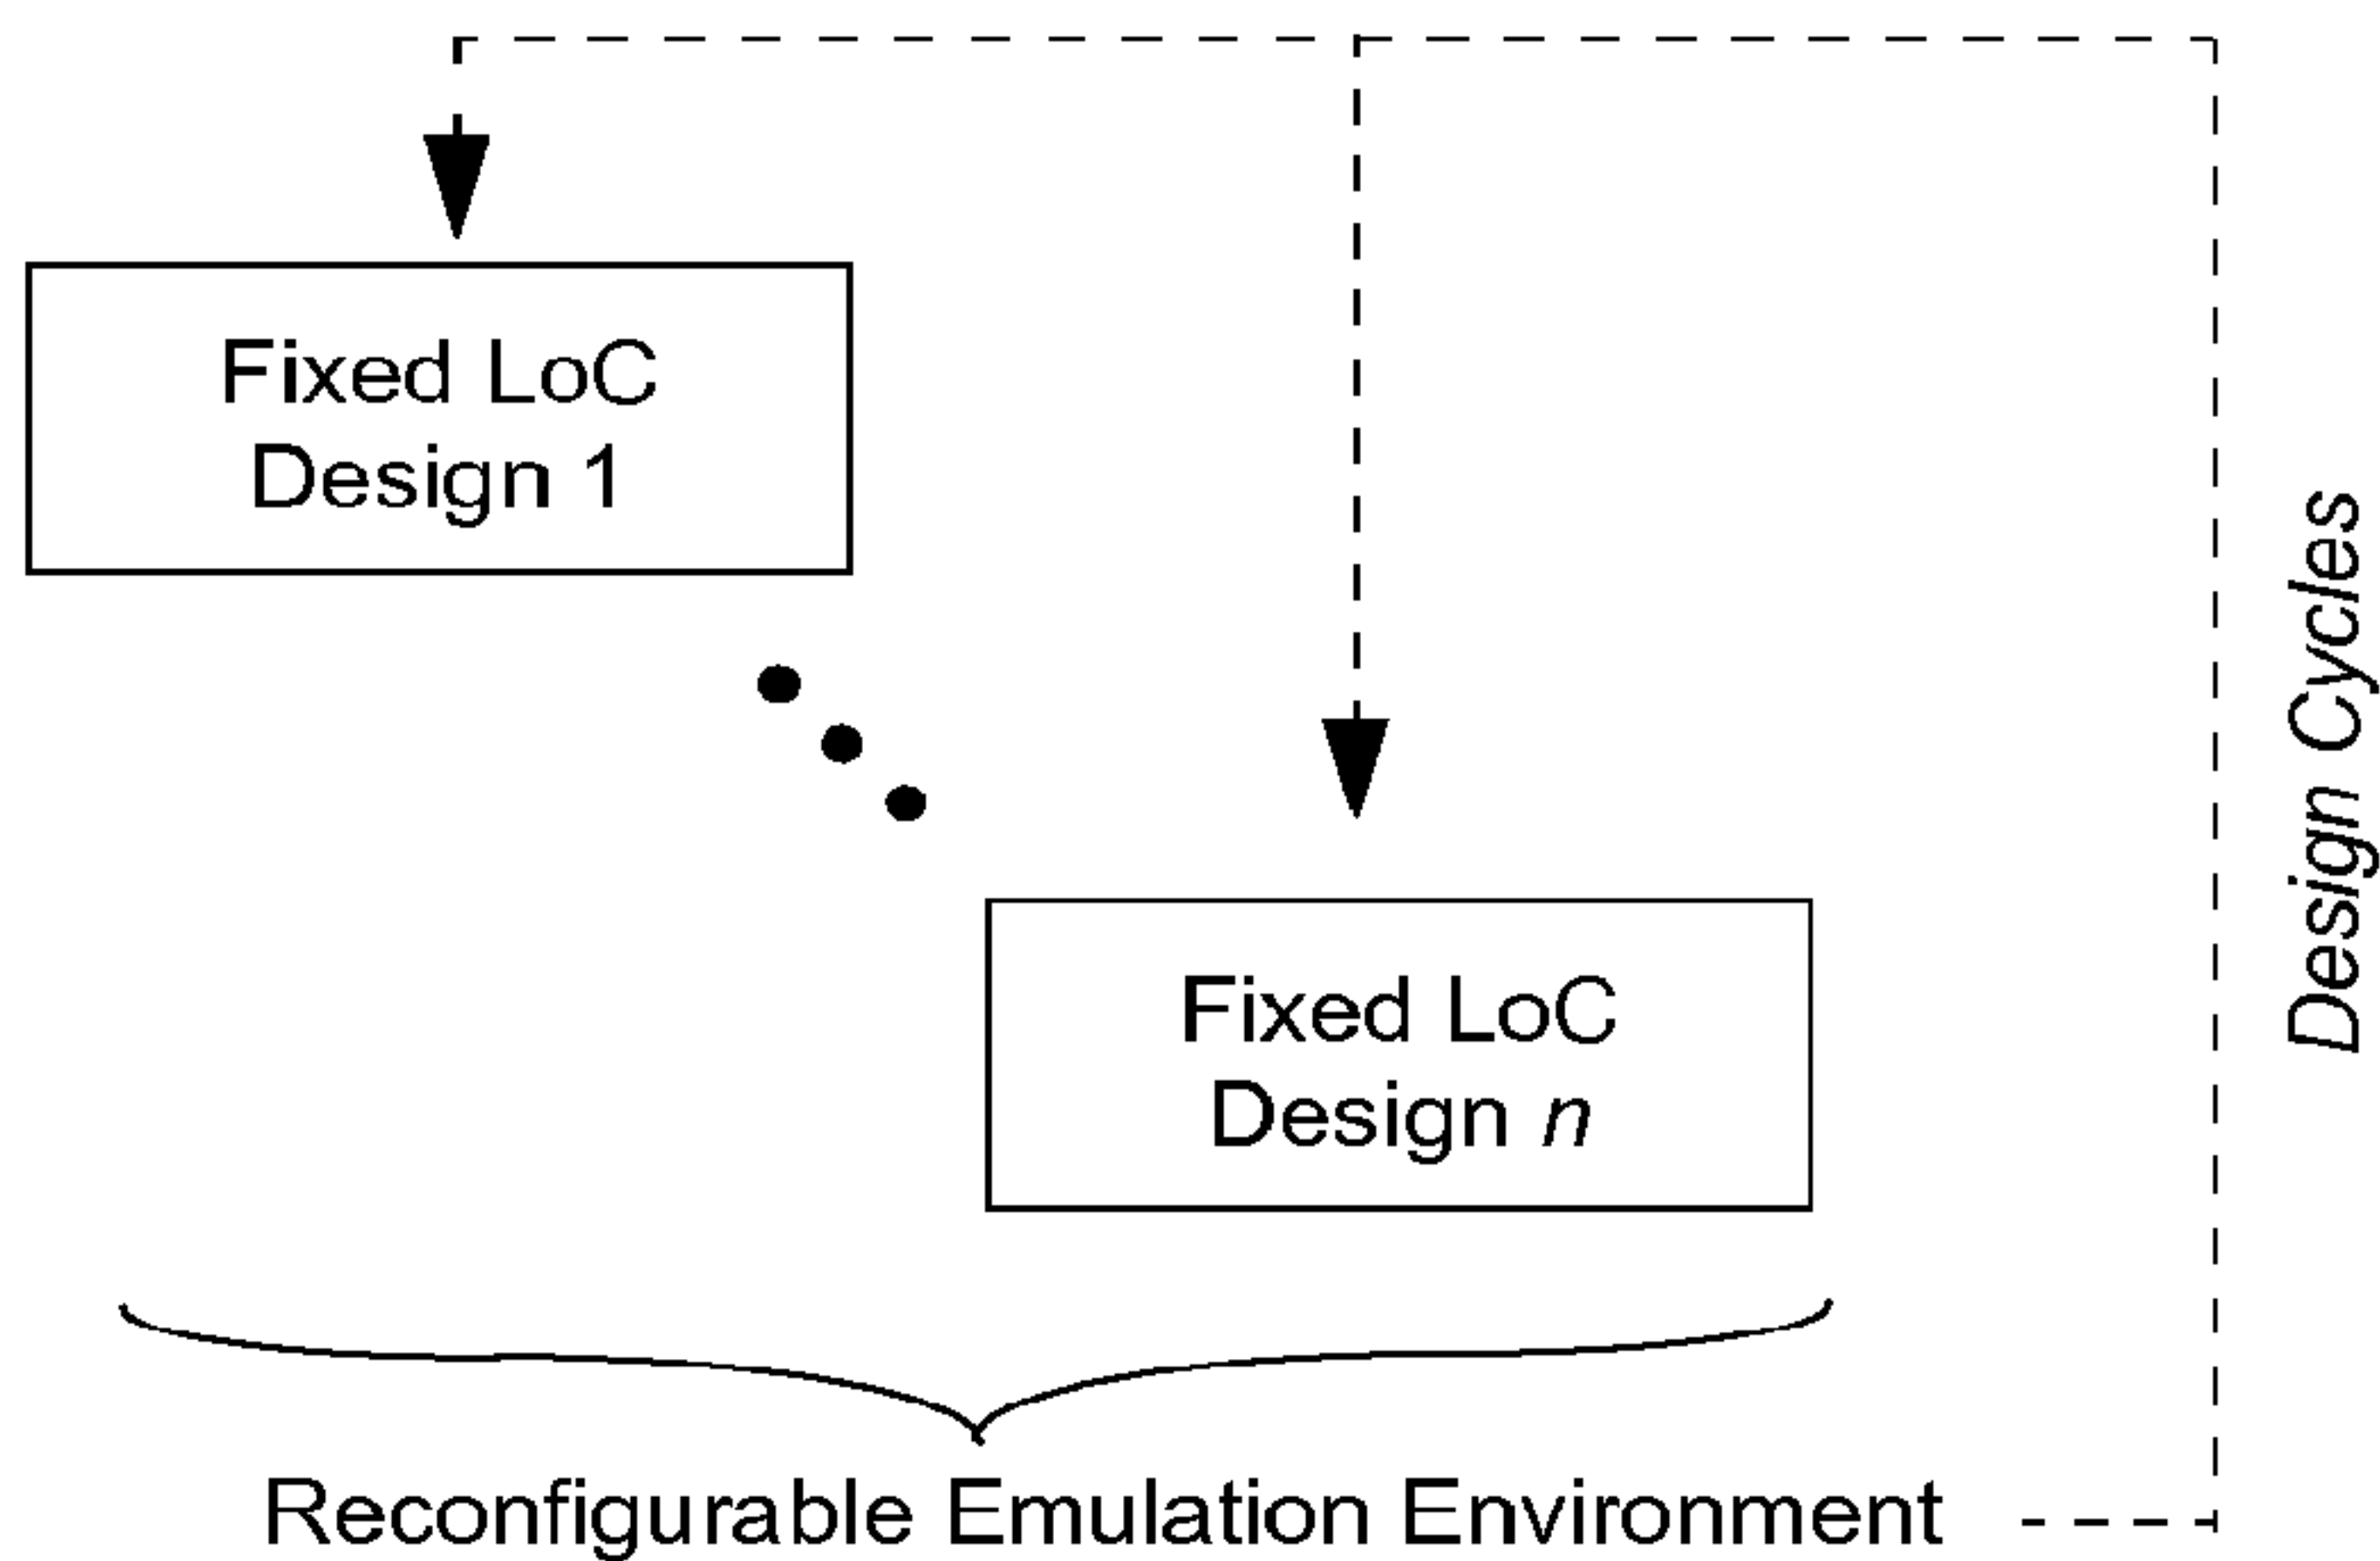 Fixed LoC
Design 1
Design Cycles
Fixed LoC
Design n
Reconfigurable Emulation Environment